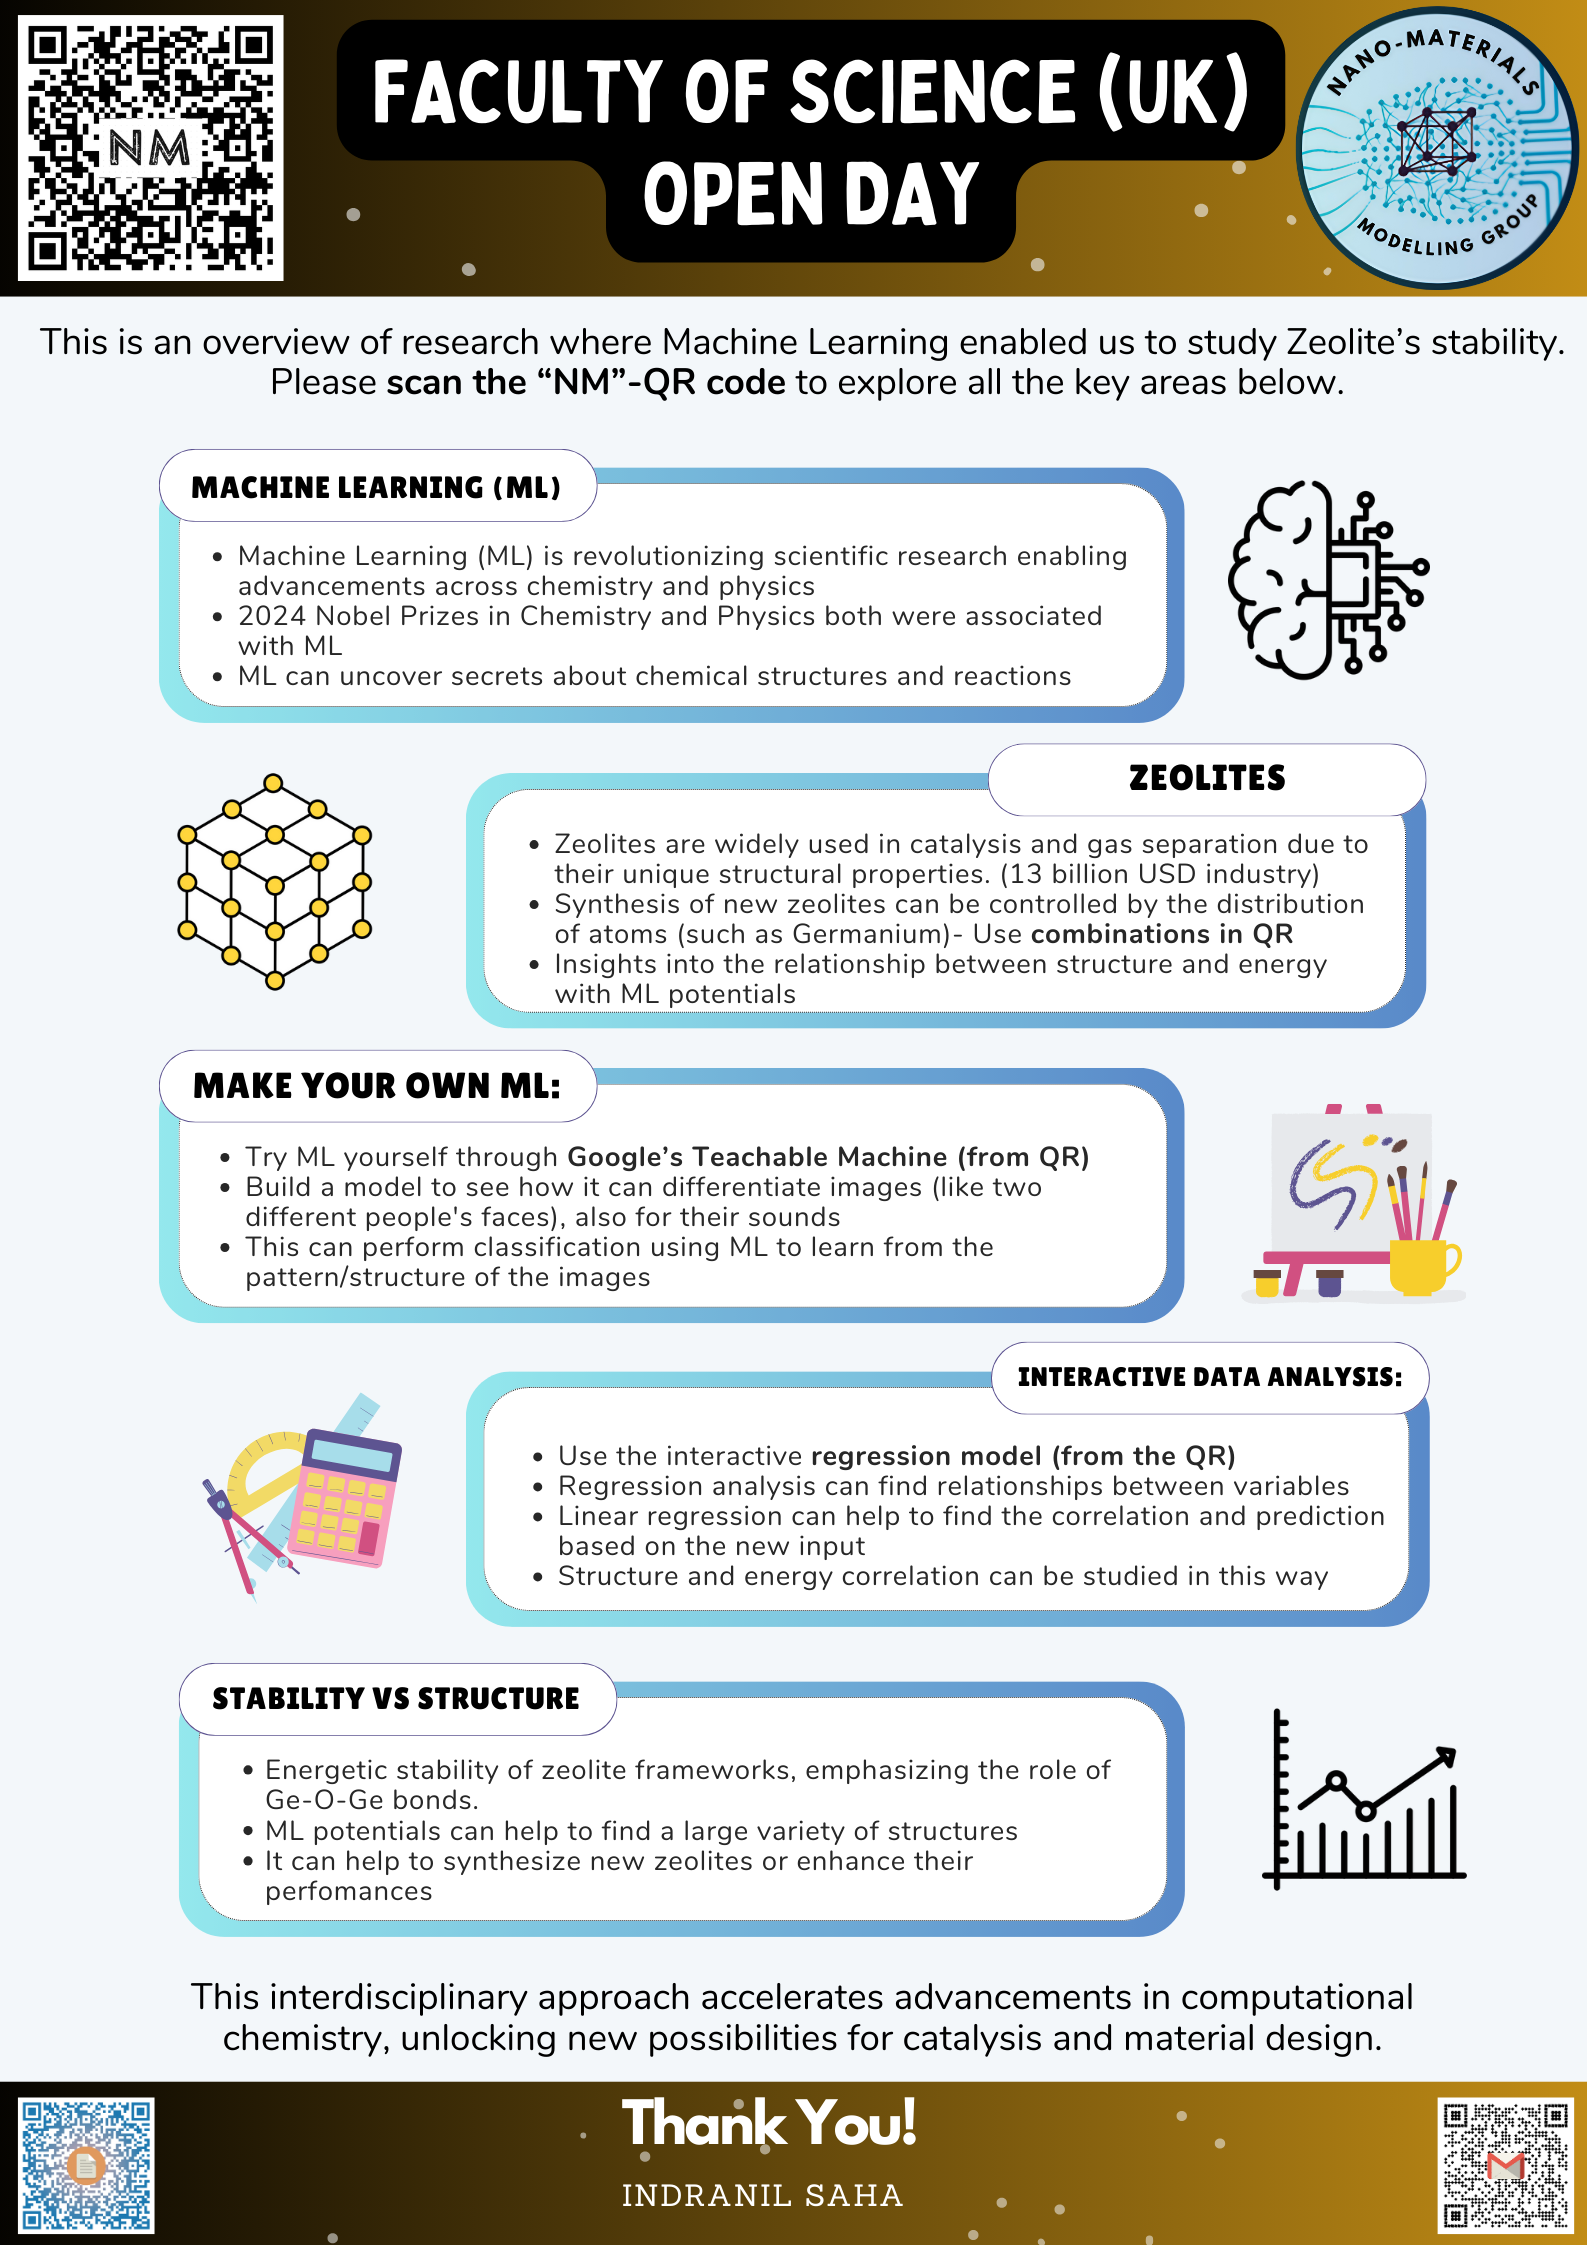 NM
FACULTY OF SCIENCE (UK)
OPEN DAY
NANO-MATERIALS
MODELLING GROUP
This is an overview of research where Machine Learning enabled us to study Zeolite’s stability.
Please scan the “NM”-QR code to explore all the key areas below.
MACHINE LEARNING (ML)
• Machine Learning (ML) is revolutionizing scientific research enabling
advancements across chemistry and physics
• 2024 Nobel Prizes in Chemistry and Physics both were associated
with ML
• ML can uncover secrets about chemical structures and reactions
ZEOLITES
• Zeolites are widely used in catalysis and gas separation due to
their unique structural properties. (13 billion USD industry)
• Synthesis of new zeolites can be controlled by the distribution
of atoms (such as Germanium)- Use combinations in QR
• Insights into the relationship between structure and energy
with ML potentials
MAKE YOUR OWN ML:
• Try ML yourself through Google’s Teachable Machine (from QR)
• Build a model to see how it can differentiate images (like two
different people's faces), also for their sounds
• This can perform classification using ML to learn from the
pattern/structure of the images
INTERACTIVE DATA ANALYSIS:
• Use the interactive regression model (from the QR)
• Regression analysis can find relationships between variables
• Linear regression can help to find the correlation and prediction
based on the new input
• Structure and energy correlation can be studied in this way
STABILITY VS STRUCTURE
• Energetic stability of zeolite frameworks, emphasizing the role of
Ge-O-Ge bonds.
• ML potentials can help to find a large variety of structures
• It can help to synthesize new zeolites or enhance their
perfomances
This interdisciplinary approach accelerates advancements in computational
chemistry, unlocking new possibilities for catalysis and material design.
Thank You!
INDRANIL SAHA